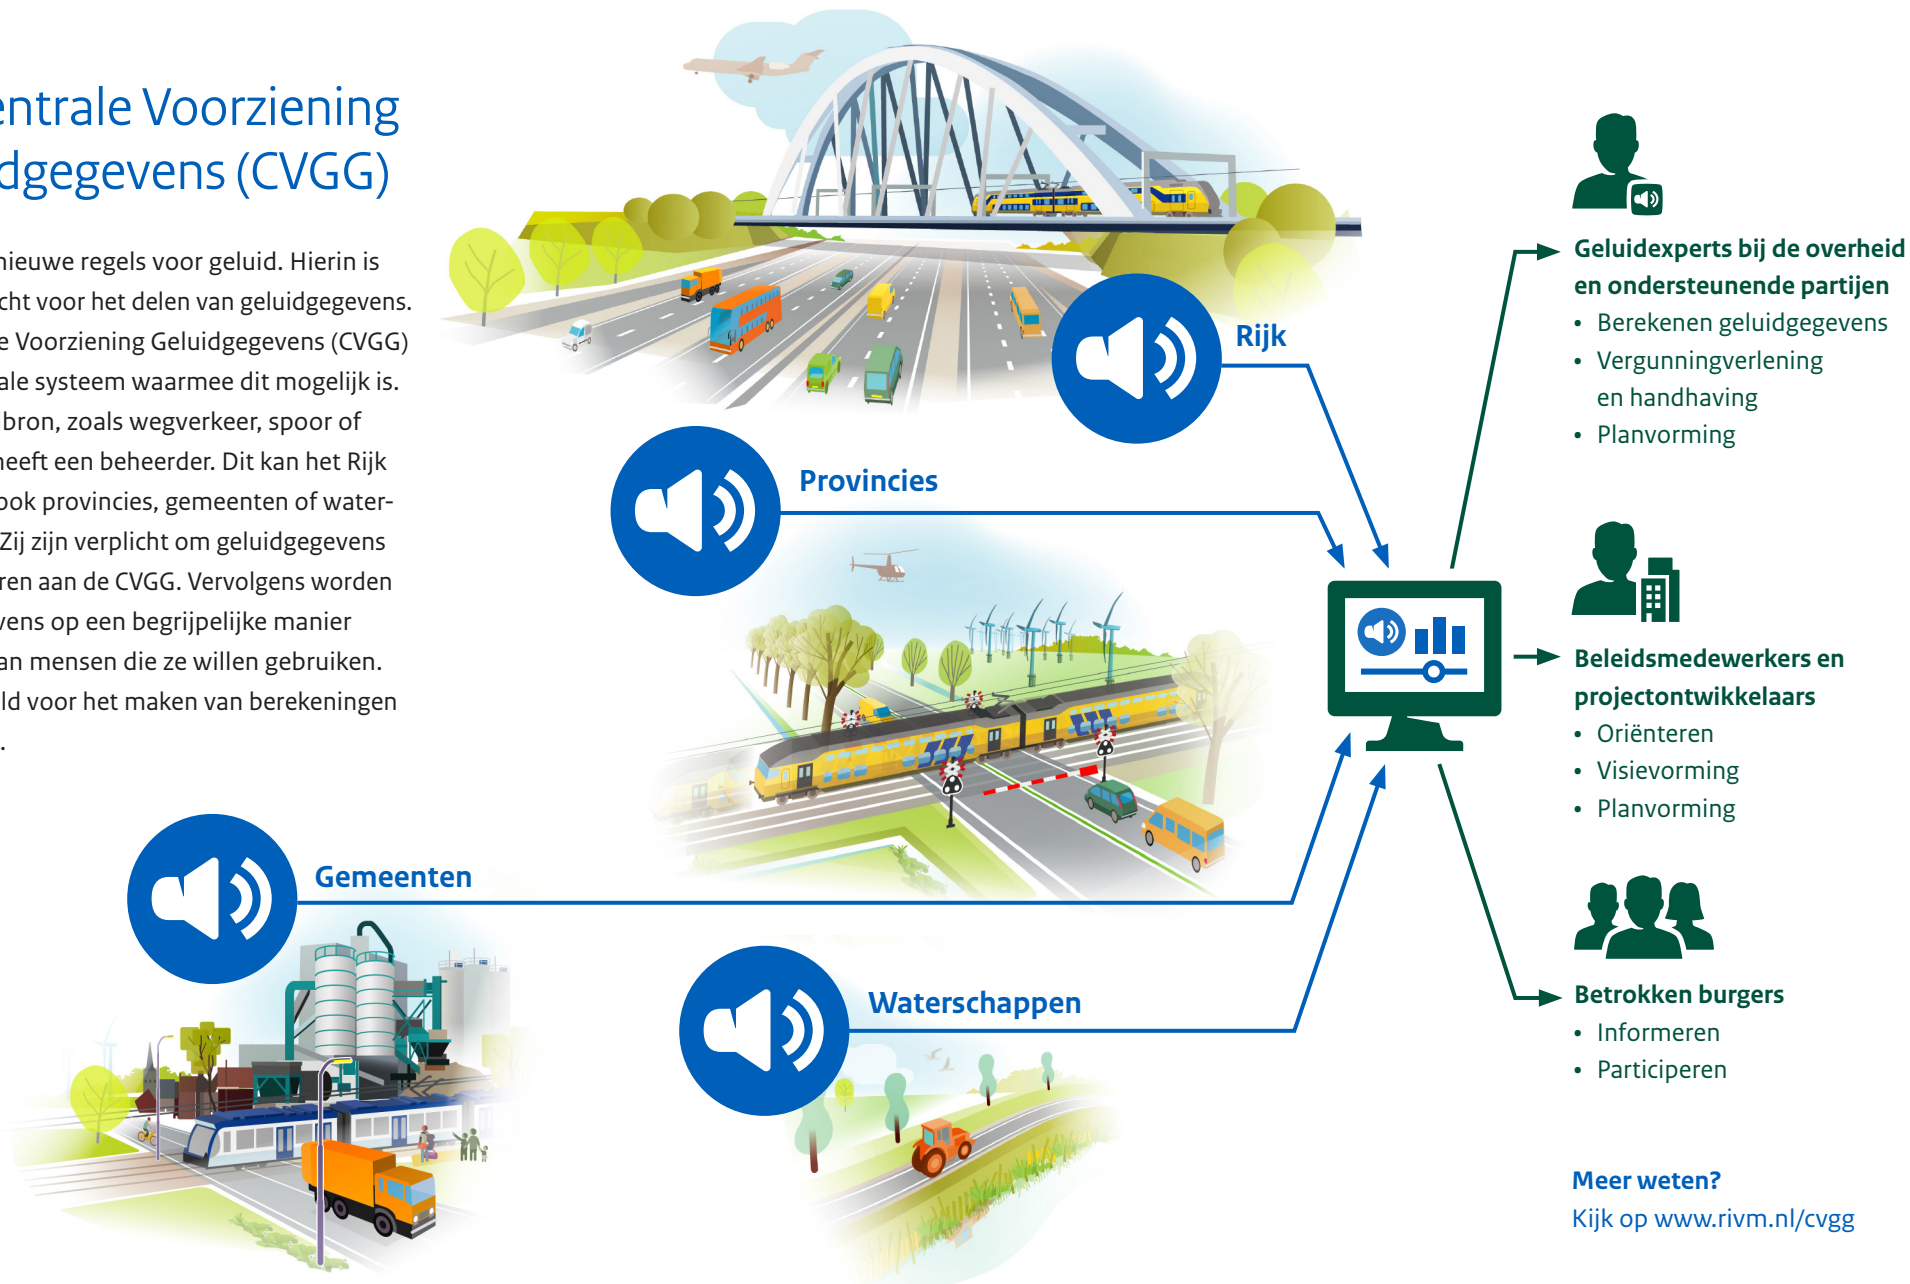 entrale Voorziening
dgegevens (CVGG)
nieuwe regels voor geluid. Hierin is
cht voor het delen van geluidgegevens.
e Voorziening Geluidgegevens (CVGG)
ale systeem waarmee dit mogelijk is.
bron, zoals wegverkeer, spoor of
heeft een beheerder. Dit kan het Rijk
ook provincies, gemeenten of water-
Zij zijn verplicht om geluidgegevens
ren aan de CVGG. Vervolgens worden
vens op een begrijpelijke manier
an mensen die ze willen gebruiken.
ld voor het maken van berekeningen
.
Rijk
Provincies
Gemeenten
Waterschappen
Geluidexperts bij de overheid
en ondersteunende partijen
• Berekenen geluidgegevens
• Vergunningverlening
en handhaving
• Planvorming
Beleidsmedewerkers en
projectontwikkelaars
• Oriënteren
• Visievorming
• Planvorming
Betrokken burgers
• Informeren
• Participeren
Meer weten?
Kijk op www.rivm.nl/cvgg